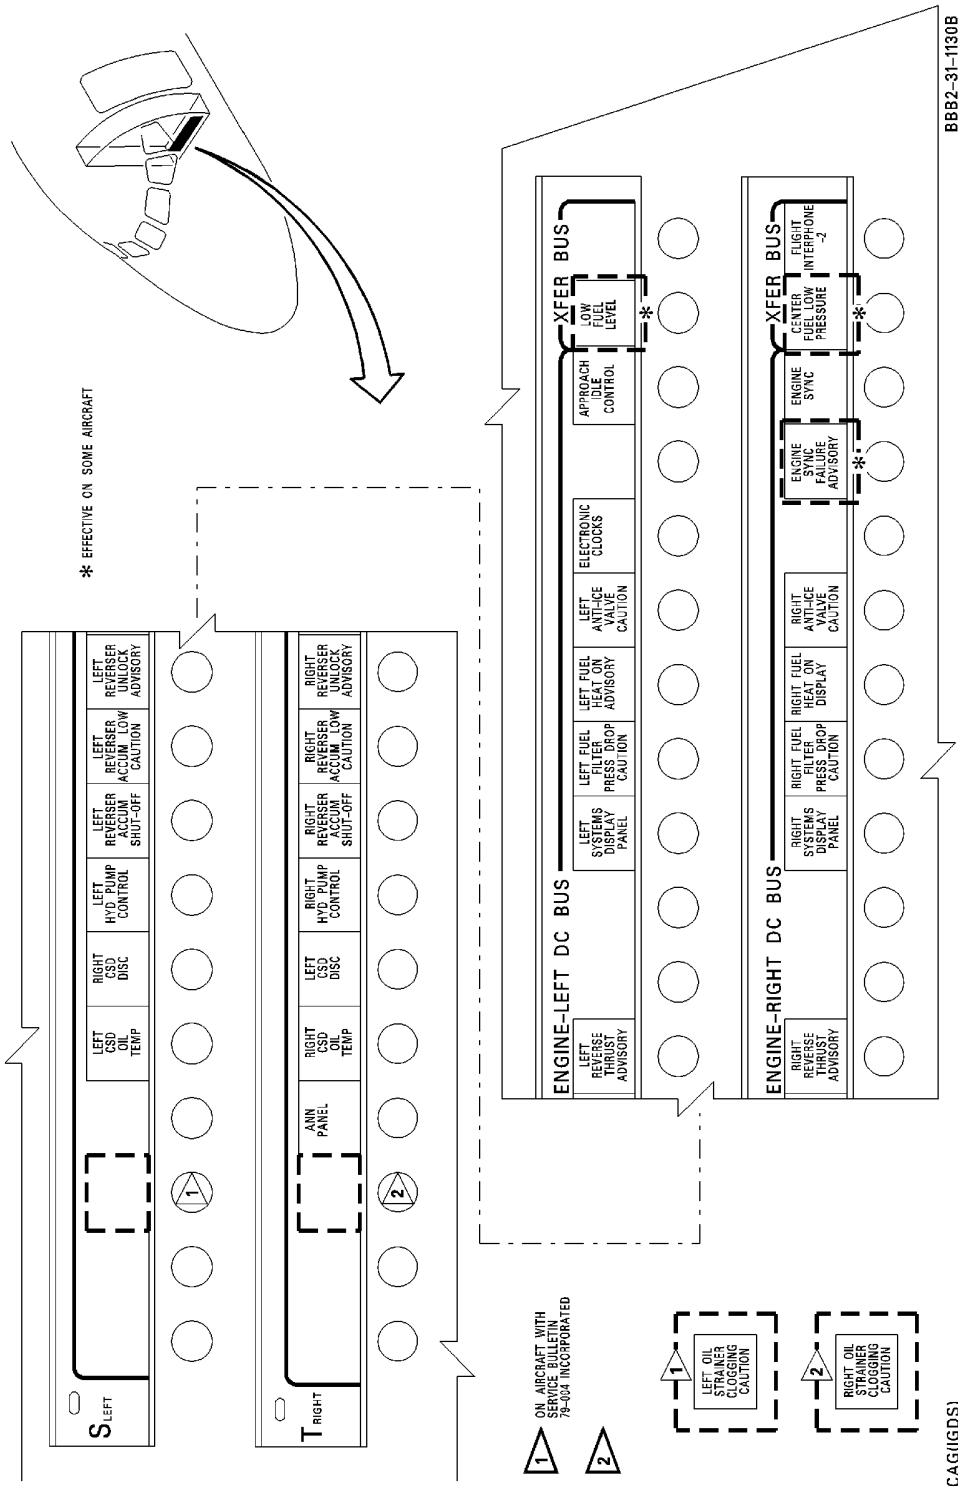 S LEFT
LEFT
CSD
OIL
TEMP
RIGHT
CSD
DISC
LEFT
HYD PUMP
CONTROL
LEFT
REVERSER
ACCUM
SHUT-OFF
LEFT
REVERSER
ACCUM LOW
CAUTION
LEFT
REVERSER
UNLOCK
ADVISORY
1
T RIGHT
ANN
PANEL
RIGHT
CSD
OIL
TEMP
LEFT
CSD
DISC
RIGHT
HYD PUMP
CONTROL
RIGHT
REVERSER
ACCUM
SHUT-OFF
RIGHT
REVERSER
ACCUM LOW
CAUTION
RIGHT
REVERSER
UNLOCK
ADVISORY
2
* EFFECTIVE ON SOME AIRCRAFT
ENGINE-LEFT DC BUS
XFER BUS
LEFT
REVERSE
THRUST
ADVISORY
LEFT
SYSTEMS
DISPLAY
PANEL
LEFT FUEL
FILTER
PRESS DROP
CAUTION
LEFT FUEL
HEAT ON
ADVISORY
LEFT
ANTI-ICE
VALVE
CAUTION
ELECTRONIC
CLOCKS
APPROACH
IDLE
CONTROL
LOW
FUEL
LEVEL
*
ENGINE-RIGHT DC BUS
XFER BUS
RIGHT
REVERSE
THRUST
ADVISORY
RIGHT
SYSTEMS
DISPLAY
PANEL
RIGHT FUEL
FILTER
PRESS DROP
CAUTION
RIGHT FUEL
HEAT ON
DISPLAY
RIGHT
ANTI-ICE
VALVE
CAUTION
ENGINE
SYNC
FAILURE
ADVISORY
*
ENGINE
SYNC
CENTER
FUEL LOW
PRESSURE
*
FLIGHT
INTERPHONE
-2
1
ON AIRCRAFT WITH
SERVICE BULLETIN
79-004 INCORPORATED
2
1
LEFT OIL
STRAINER
CLOGGING
CAUTION
2
RIGHT OIL
STRAINER
CLOGGING
CAUTION
CAG(IGDS)
BBB2-31-1130B